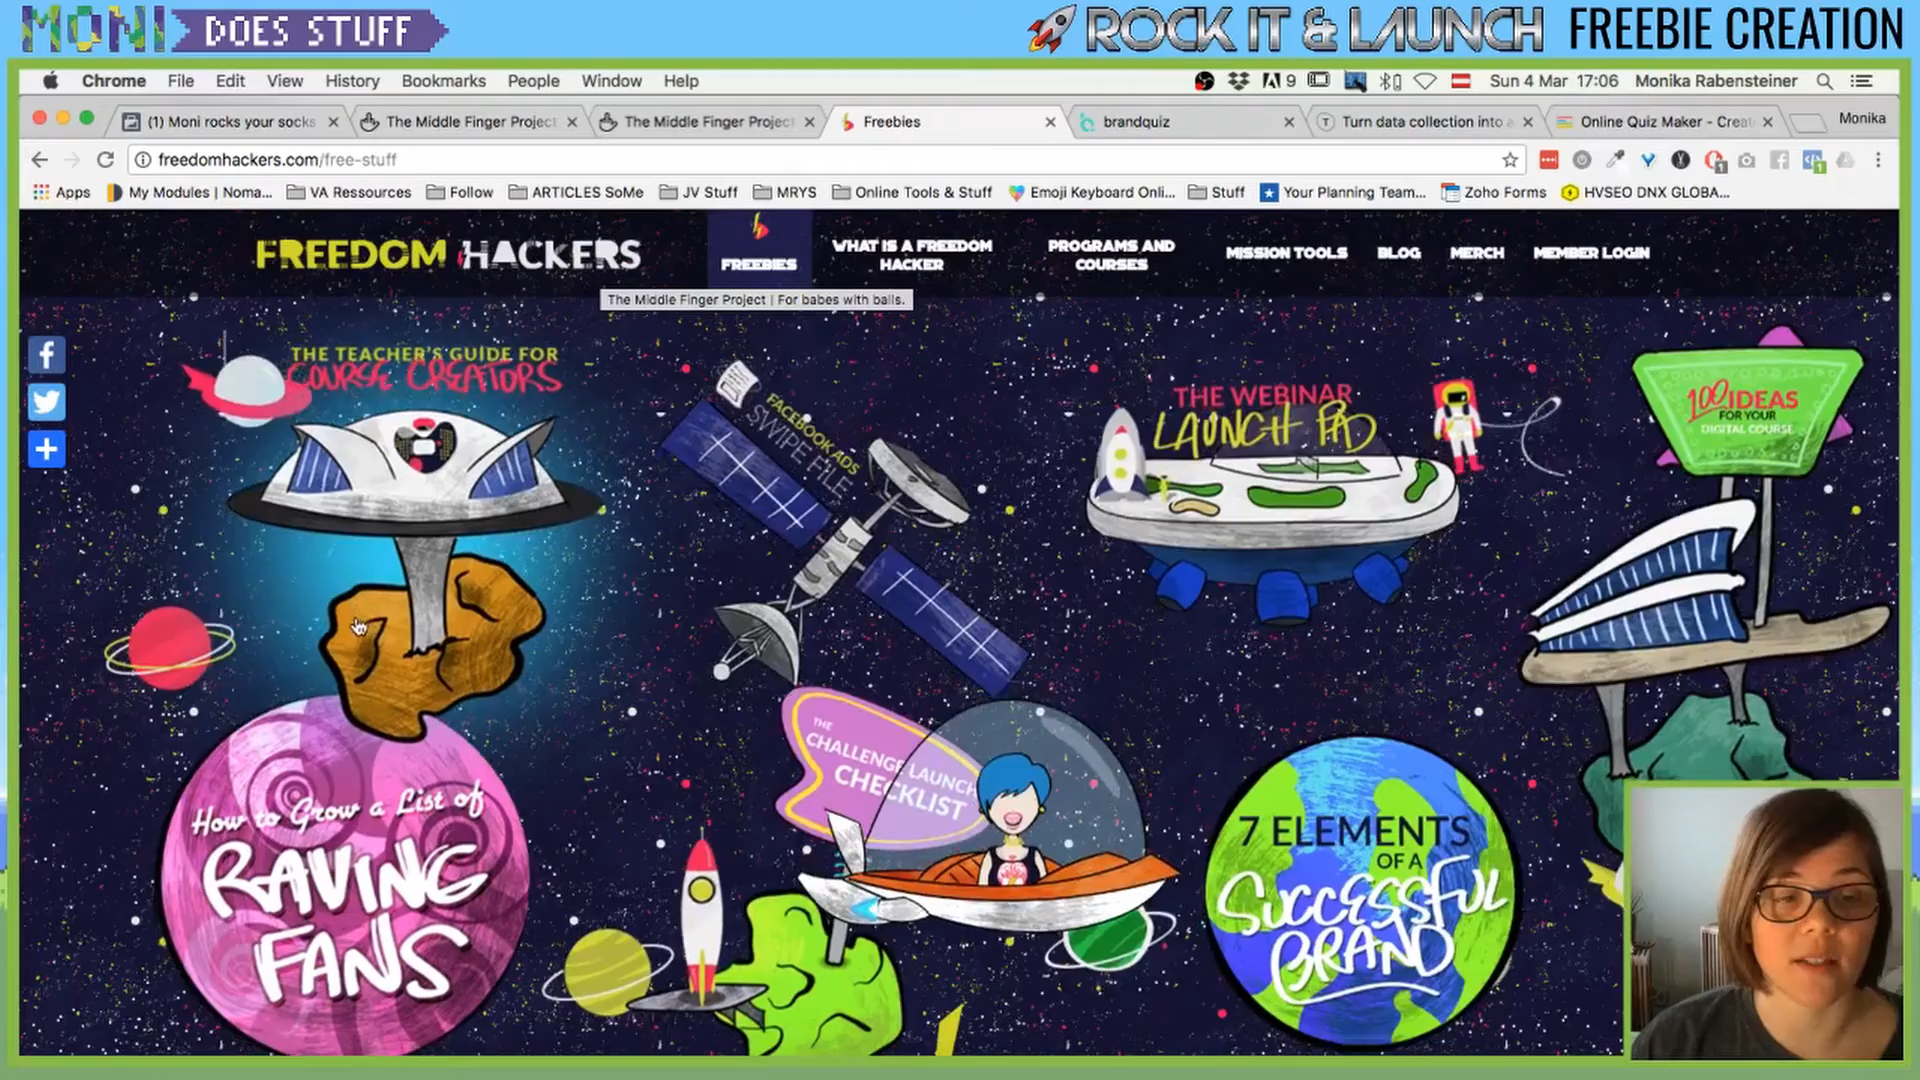 MONI DOES STUFF
ROCK IT & LAUNCH FREEBIE CREATION
Chrome File Edit View History Bookmarks People Window Help
9 Sun 4 Mar 17:06 Monika Rabensteiner
(1) Moni rocks your socks
The Middle Finger Project
The Middle Finger Project
Freebies
brandquiz
Turn data collection into a
Online Quiz Maker - Creat
Monika
freedomhackers.com/free-stuff
Apps My Modules | Noma... VA Ressources Follow ARTICLES SoMe JV Stuff MRYS Online Tools & Stuff Emoji Keyboard Onli... Stuff Your Planning Team... Zoho Forms HVSEO DNX GLOBA...
FREEDOM HACKERS
FREEBIES
WHAT IS A FREEDOM
HACKER
PROGRAMS AND
COURSES
MISSION TOOLS
BLOG
MERCH
MEMBER LOGIN
The Middle Finger Project | For babes with balls.
THE TEACHER'S GUIDE FOR
COURSE CREATORS
FACEBOOK ADS
SWIPE FILE
THE WEBINAR
LAUNCH PAD
100 IDEAS
FOR YOUR
DIGITAL COURSE
How to Grow a List of
RAVING
FANS
THE
CHALLENGE LAUNCH
CHECKLIST
7 ELEMENTS
OF A
SUCCESSFUL
BRAND